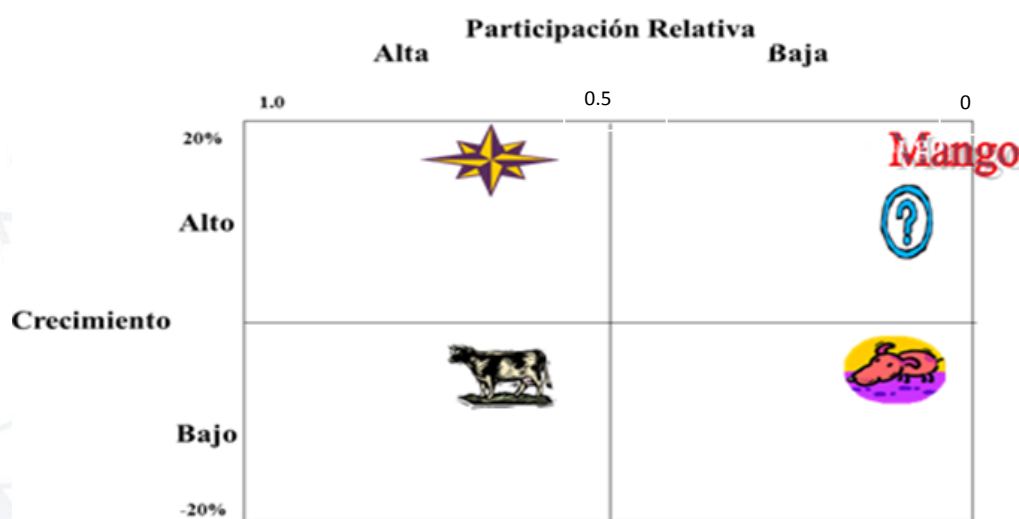 Participación Relativa
Alta
Baja
1.0
0.5
0
20%
Mango
Alto
?
Crecimiento
Bajo
-20%